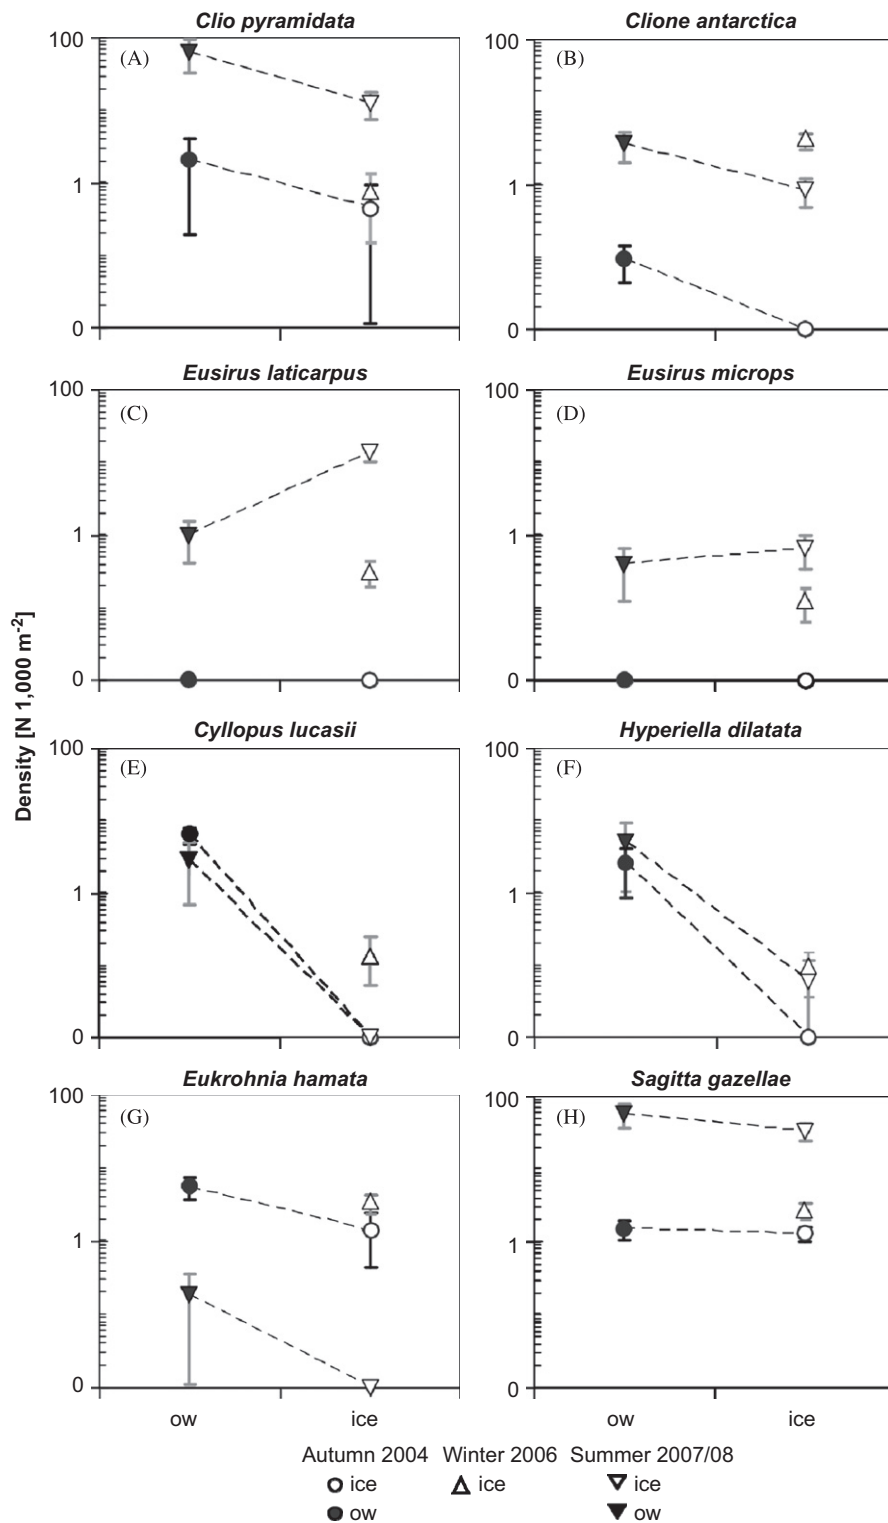 Clio pyramidata
Clione antarctica
100
(A)
1
0
100
(B)
1
0
Eusirus laticarpus
Eusirus microps
100
(C)
1
0
100
(D)
1
0
Density [N 1,000 m-2]
Cyllopus lucasii
Hyperiella dilatata
100
(E)
1
0
100
(F)
1
0
Eukrohnia hamata
Sagitta gazellae
100
(G)
1
0
100
(H)
1
0
ow ice
ow ice
Autumn 2004 Winter 2006 Summer 2007/08
ice ice ice
ow ow